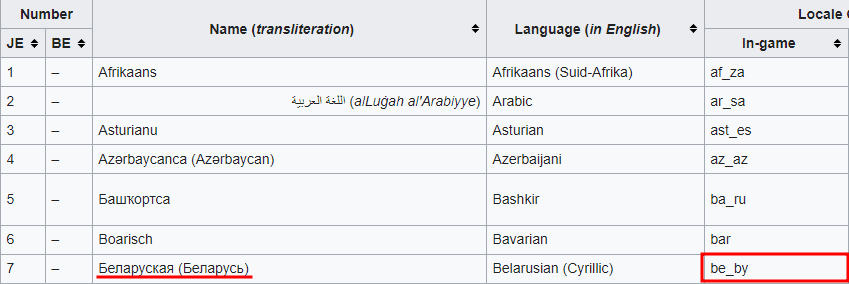 Number
Name (transliteration)
Language (in English)
Locale
JE
BE
In-game
1 – Afrikaans Afrikaans (Suid-Afrika) af_za
2 – اللغة العربية (alLuġah al'Arabiyye) Arabic ar_sa
3 – Asturianu Asturian ast_es
4 – Azərbaycanca (Azərbaycan) Azerbaijani az_az
5 – Башҡортса Bashkir ba_ru
6 – Boarisch Bavarian bar
7 – Беларуская (Беларусь) Belarusian (Cyrillic) be_by